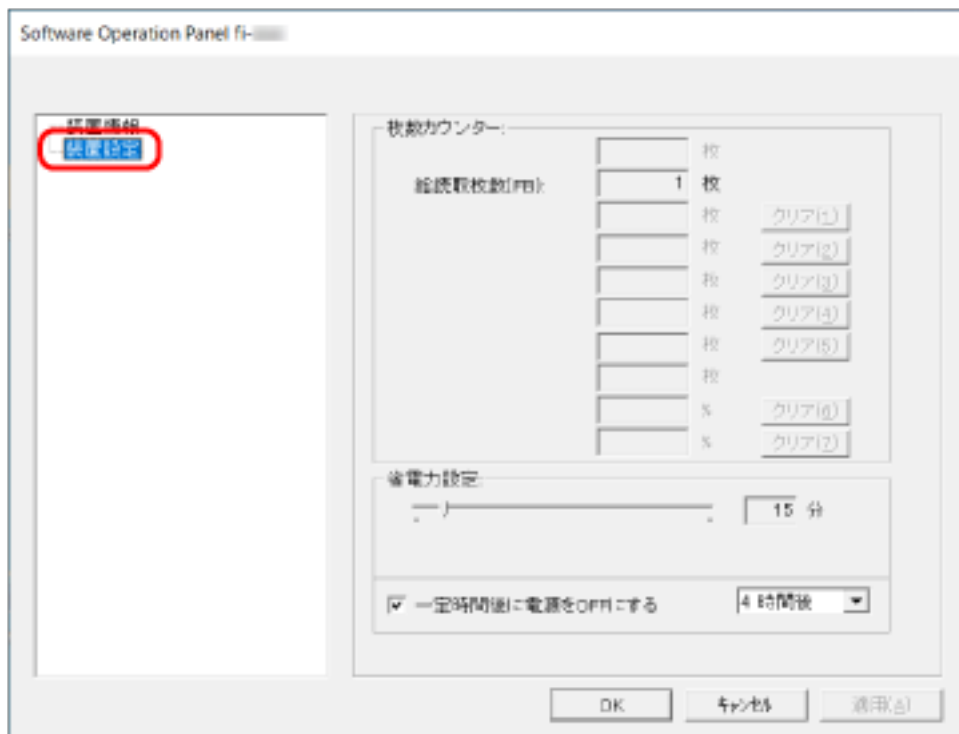 Software Operation Panel fi-
装置情報
装置設定
枚数カウンター:
枚
総読取枚数(FB): 1 枚
枚 クリア(1)
枚 クリア(2)
枚 クリア(3)
枚 クリア(4)
枚 クリア(5)
枚
% クリア(6)
% クリア(7)
省電力設定:
15 分
一定時間後に電源をOFFにする 4 時間後
OK キャンセル 適用(A)